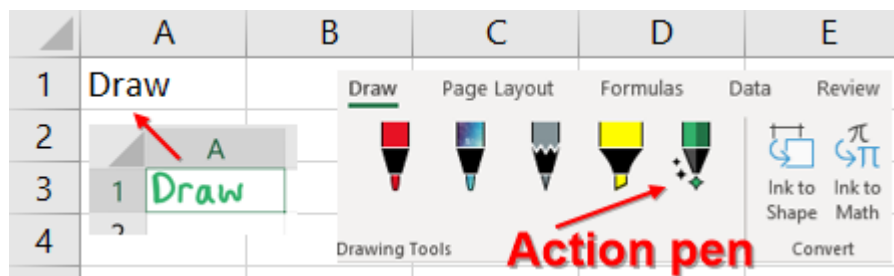 A B C D E
1 Draw
Draw Page Layout Formulas Data Review
2
A
3
1 Draw
Ink to Shape
Ink to Math
4
Drawing Tools
Action pen
Convert